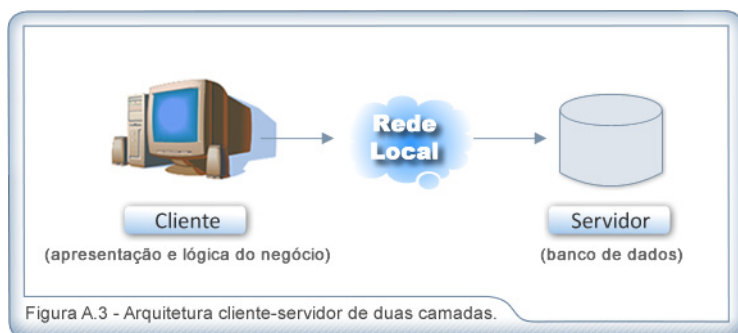 Rede
Local
Cliente
Servidor
(apresentação e lógica do negócio)
(banco de dados)
Figura A.3 - Arquitetura cliente-servidor de duas camadas.